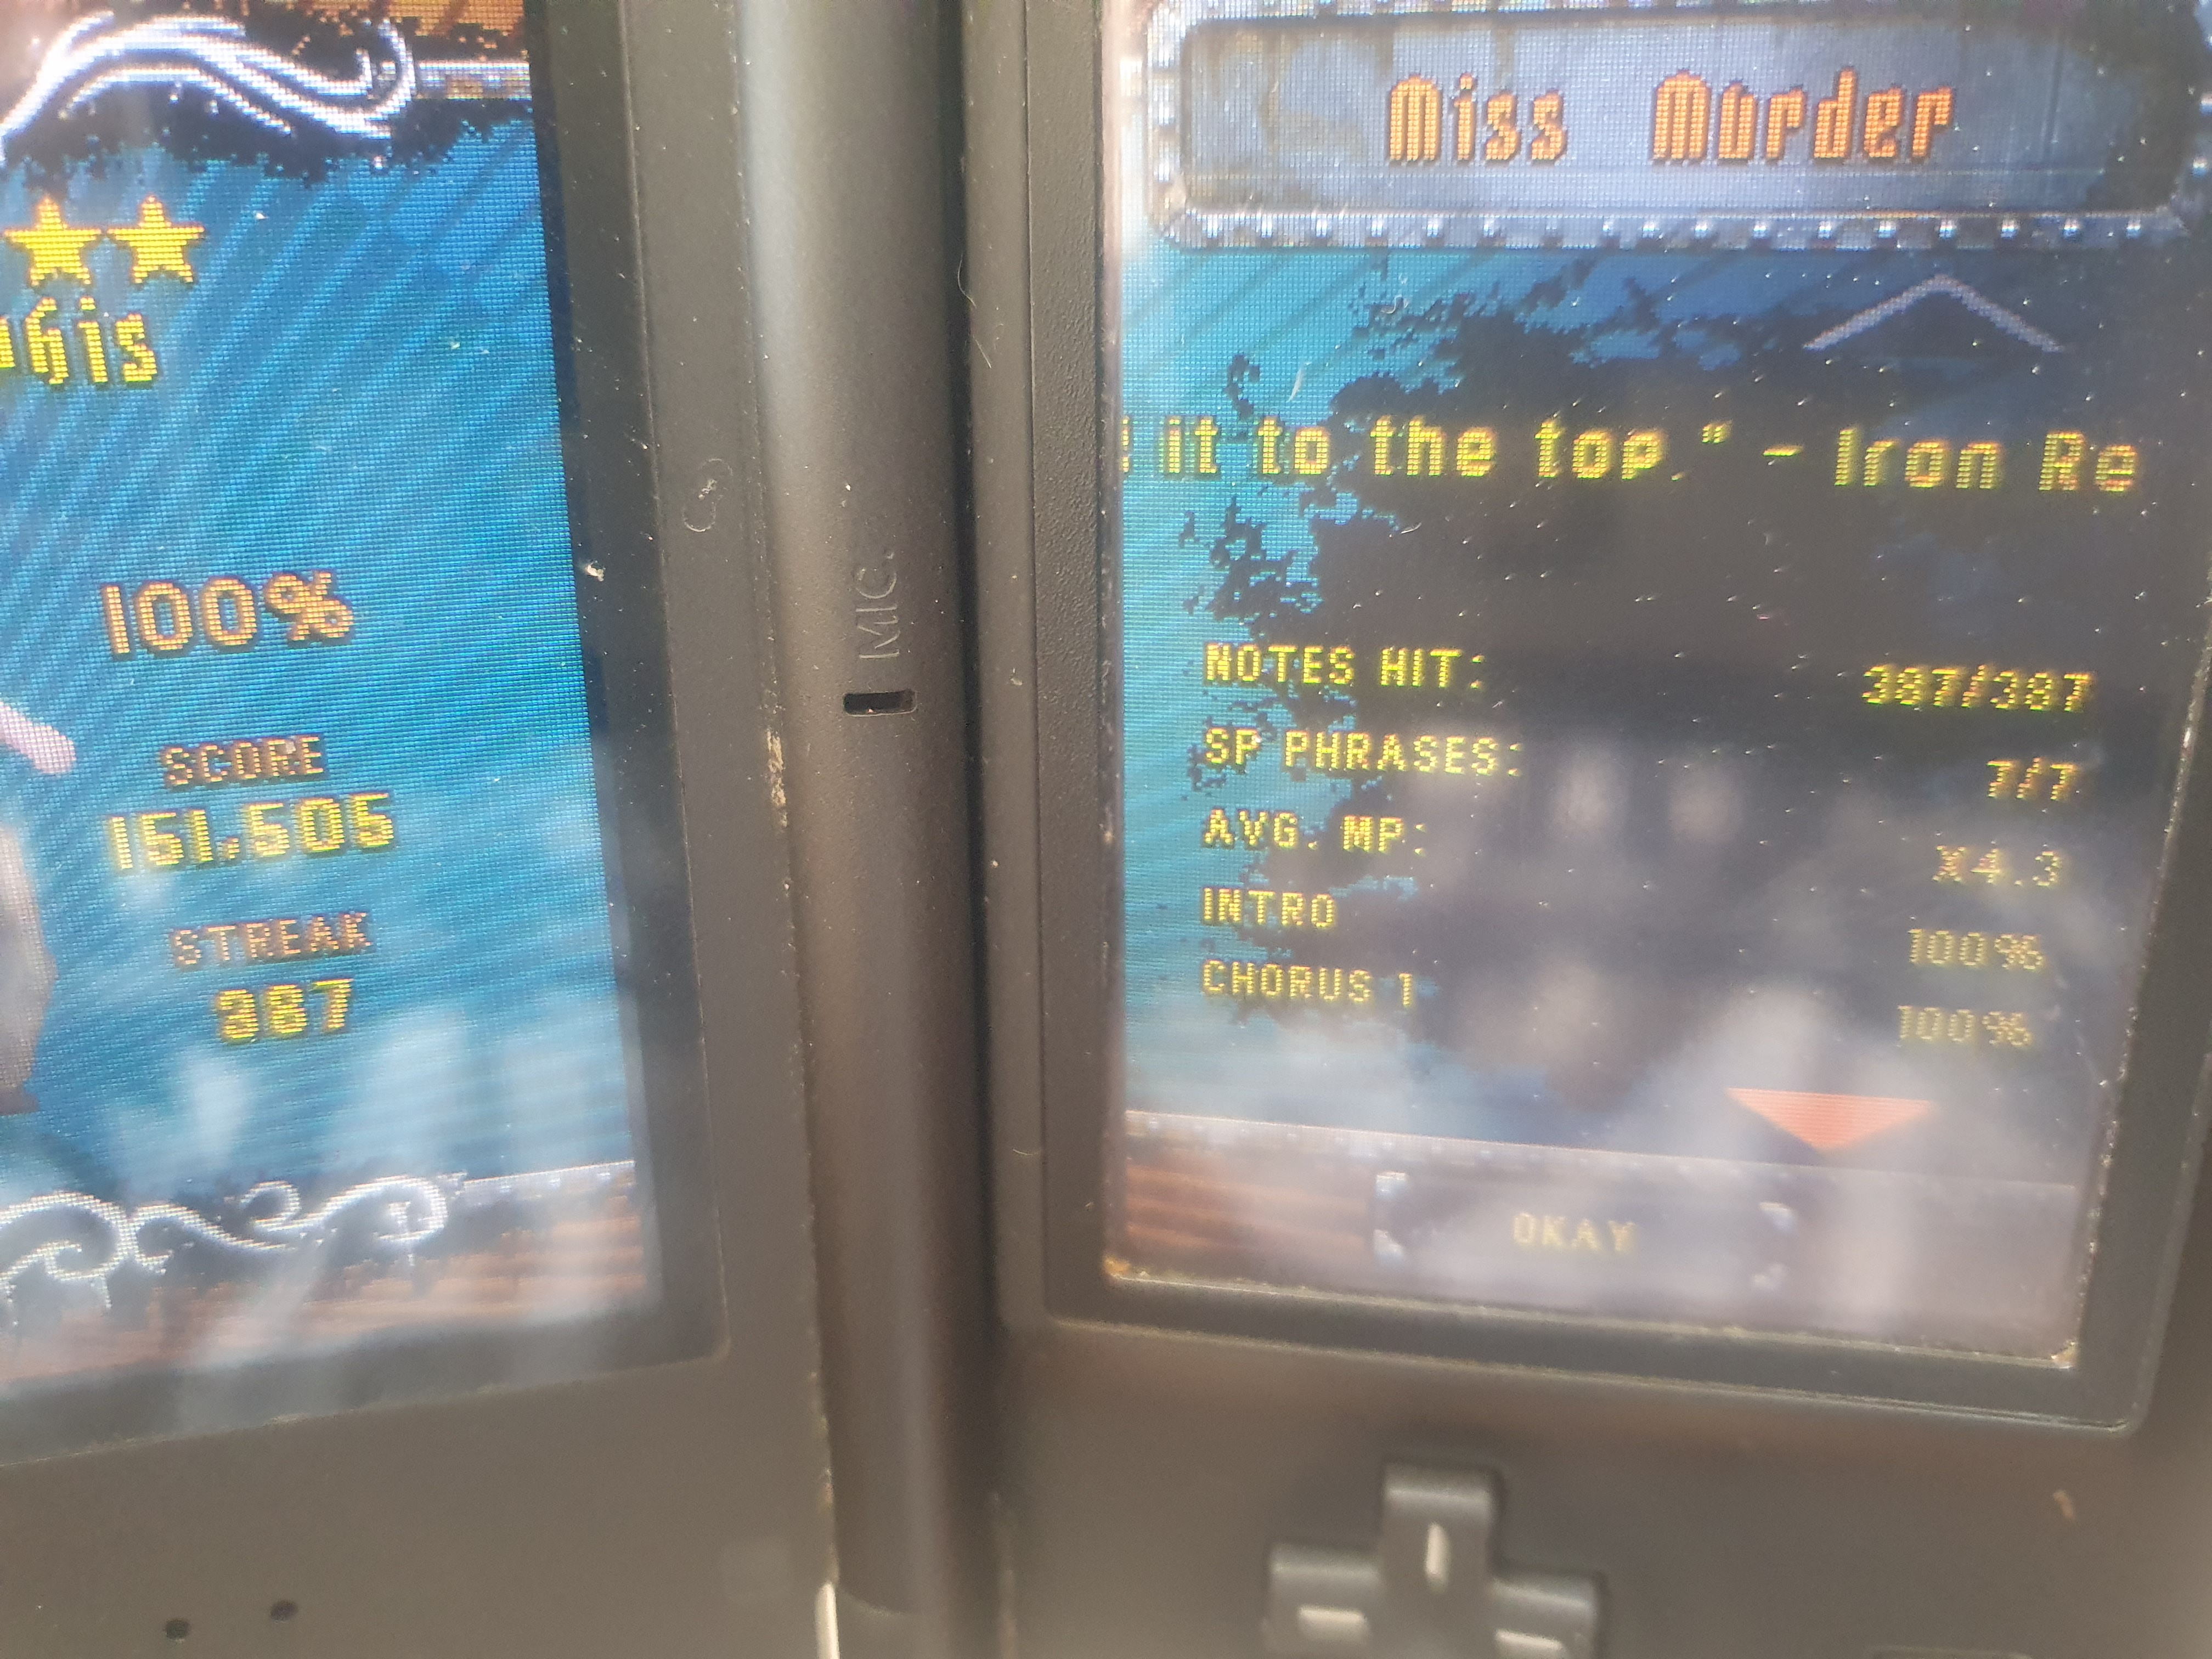 100%
SCORE
151,505
STREAK
387
MIC.
Miss Murder
it to the top." - Iron Re
NOTES HIT: 387/387
SP PHRASES: 7/7
AVG. MP: X4.3
INTRO 100%
CHORUS 1 100%
OKAY